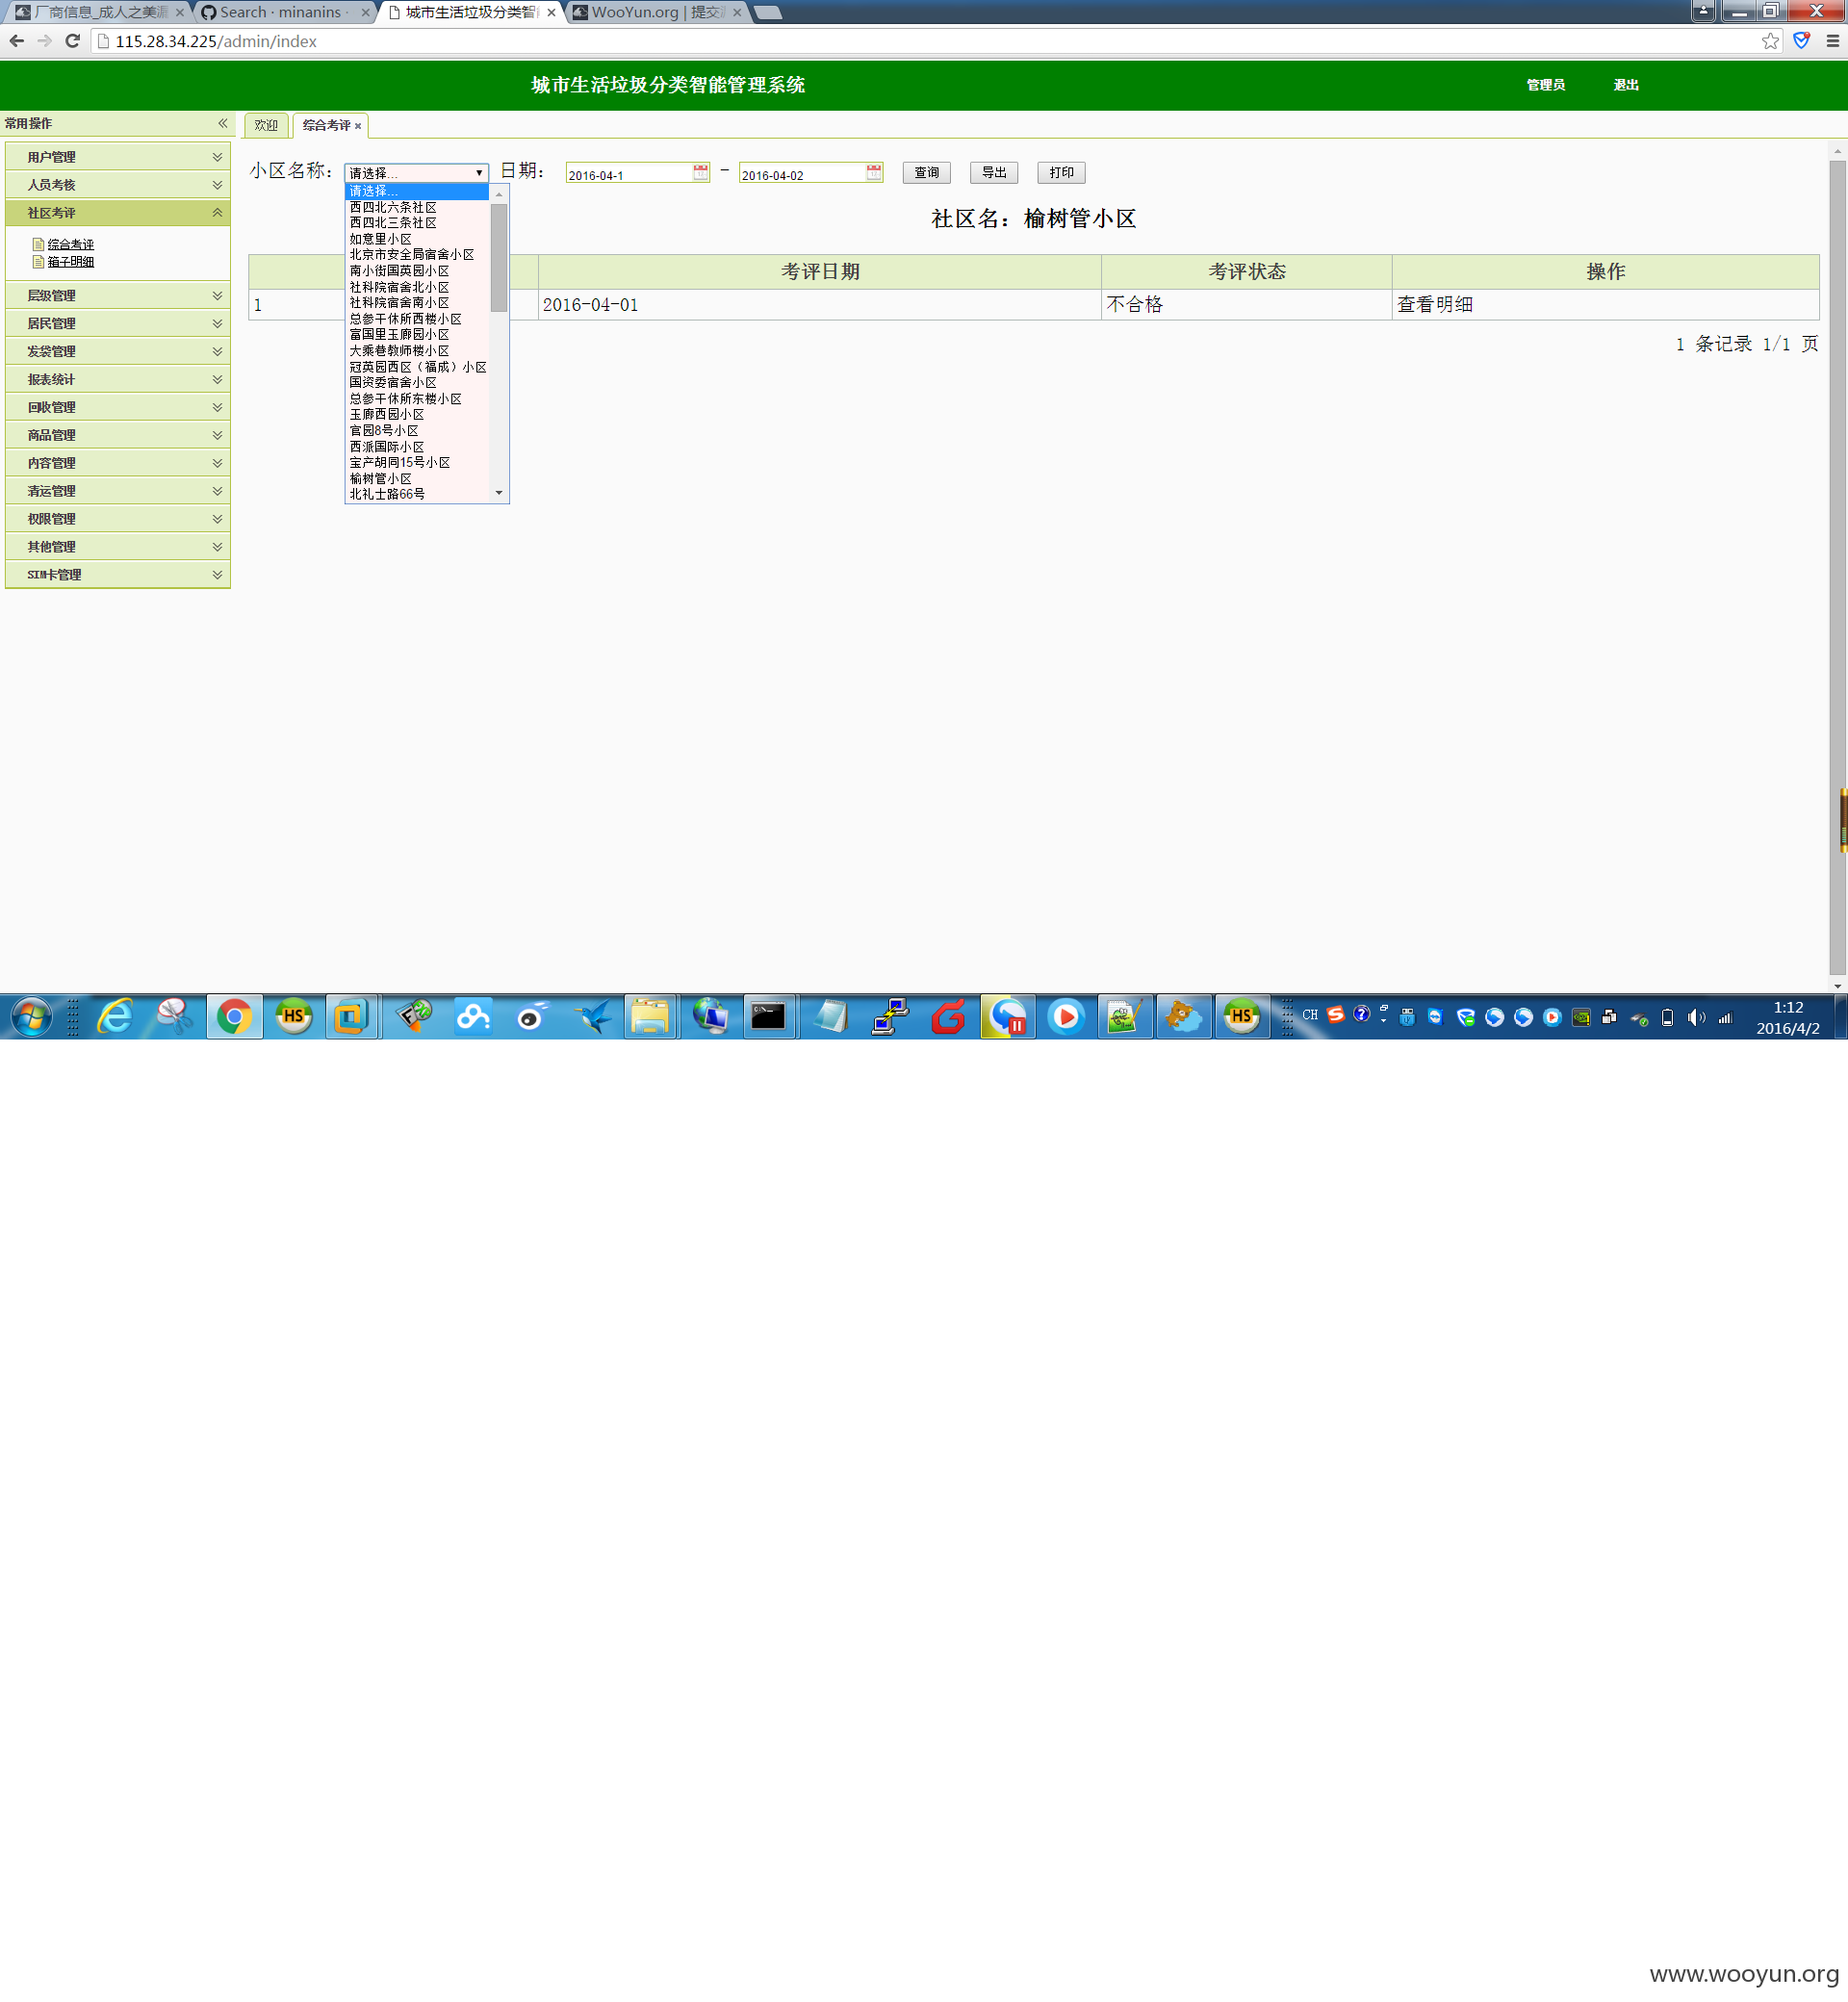 厂商信息_成人之美派
Search · minanins ·
城市生活垃圾分类智
WooYun.org | 提交
115.28.34.225/admin/index
城市生活垃圾分类智能管理系统
管理员
退出
常用操作
欢迎
综合考评
用户管理
人员考核
社区考评
综合考评
箱子明细
层级管理
居民管理
发袋管理
报表统计
回收管理
商品管理
内容管理
清运管理
权限管理
其他管理
SIM卡管理
小区名称： 请选择... 日期： 2016-04-1 - 2016-04-02 查询 导出 打印
请选择...
西四北六条社区
西四北三条社区
如意里小区
北京市安全局宿舍小区
南小街国英园小区
社科院宿舍北小区
社科院宿舍南小区
总参干休所西楼小区
富国里玉廊园小区
大乘巷教师楼小区
冠英园西区（福成）小区
国资委宿舍小区
总参干休所东楼小区
玉廊西园小区
官园8号小区
西派国际小区
宝产胡同15号小区
榆树管小区
北礼士路66号
社区名：榆树管小区
考评日期 考评状态 操作
1 2016-04-01 不合格 查看明细
1 条记录 1/1 页
CH
1:12
2016/4/2
www.wooyun.org